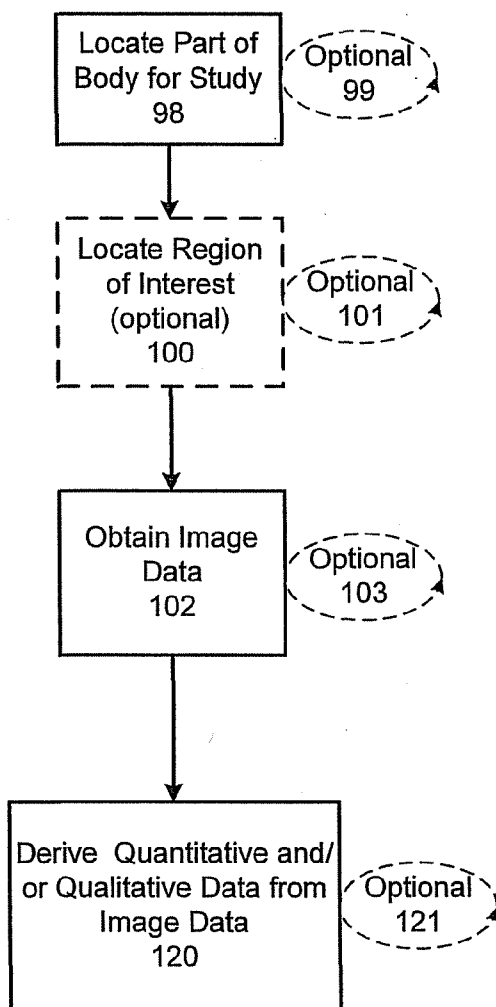 Locate Part of
Body for Study
98
Optional
99
Locate Region
of Interest
(optional)
100
Optional
101
Obtain Image
Data
102
Optional
103
Derive Quantitative and/
or Qualitative Data from
Image Data
120
Optional
121